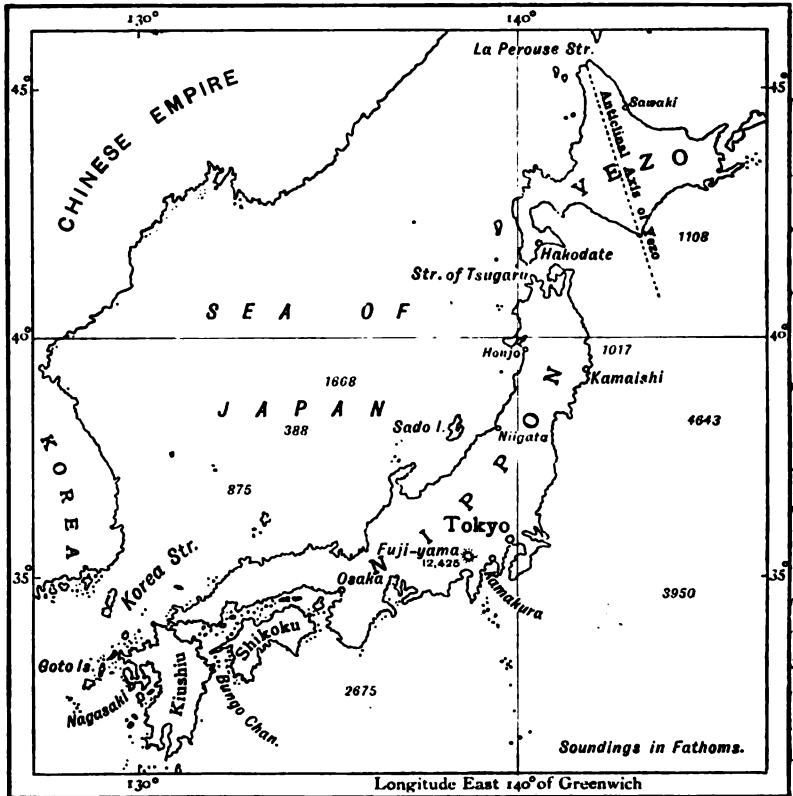 130°
140°
La Perouse Str.
45°
45°
CHINESE EMPIRE
Sawaki
Anticlinal Axis of Yezo
YEZO
1108
Hakodate
Str. of Tsugaru
SEA OF
40°
40°
Honjo
1017
1668
Kamaishi
JAPAN
388
Sado I.
4643
Niigata
KOREA
875
NIPPON
Tokyo
Fuji-yama
12,425
Korea Str.
35°
35°
Osaka
Kamakura
3950
Shikoku
Goto Is.
Kiushiu
Nagasaki
Bungo Chan.
2675
Soundings in Fathoms.
130°
Longitude East 140° of Greenwich